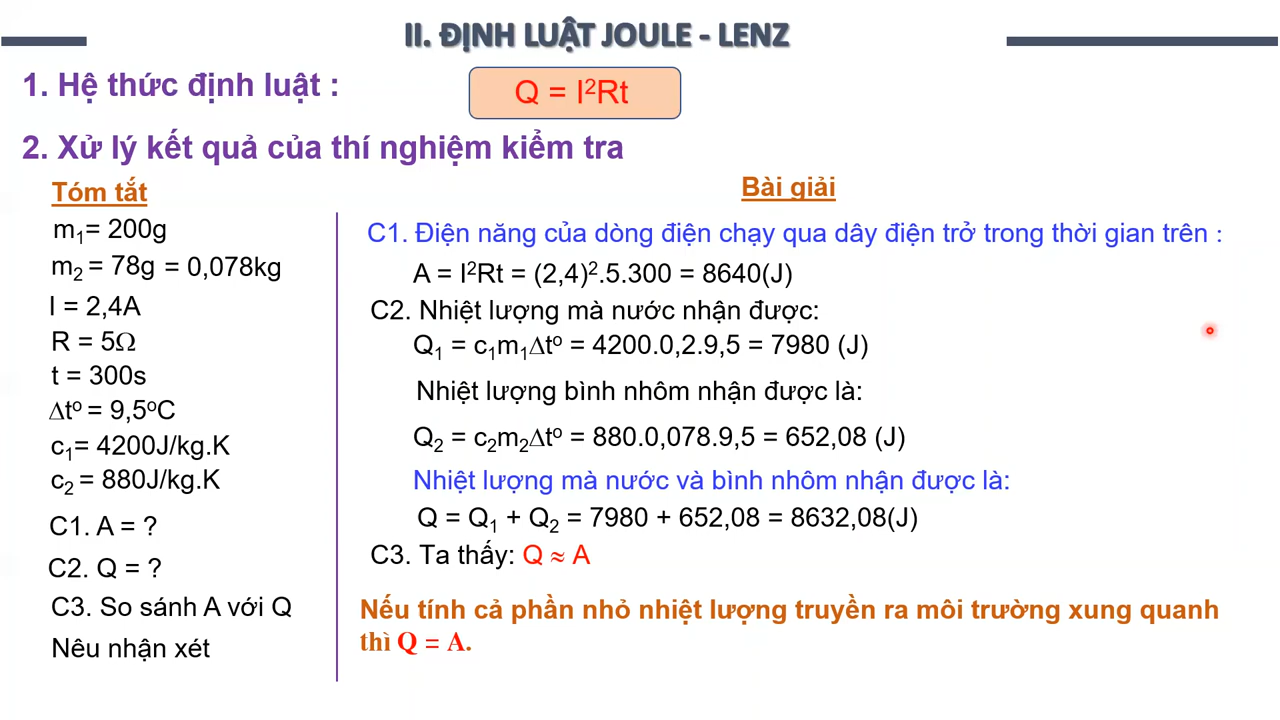 II. ĐỊNH LUẬT JOULE - LENZ
1. Hệ thức định luật :
Q = I²Rt
2. Xử lý kết quả của thí nghiệm kiểm tra
Tóm tắt
m₁= 200g
m₂ = 78g = 0,078kg
I = 2,4A
R = 5Ω
t = 300s
Δtᵒ = 9,5ᵒC
c₁= 4200J/kg.K
c₂ = 880J/kg.K
C1. A = ?
C2. Q = ?
C3. So sánh A với Q
Nêu nhận xét
Bài giải
C1. Điện năng của dòng điện chạy qua dây điện trở trong thời gian trên :
A = I²Rt = (2,4)².5.300 = 8640(J)
C2. Nhiệt lượng mà nước nhận được:
Q₁ = c₁m₁Δtᵒ = 4200.0,2.9,5 = 7980 (J)
Nhiệt lượng bình nhôm nhận được là:
Q₂ = c₂m₂Δtᵒ = 880.0,078.9,5 = 652,08 (J)
Nhiệt lượng mà nước và bình nhôm nhận được là:
Q = Q₁ + Q₂ = 7980 + 652,08 = 8632,08(J)
C3. Ta thấy: Q ≈ A
Nếu tính cả phần nhỏ nhiệt lượng truyền ra môi trường xung quanh
thì Q = A.